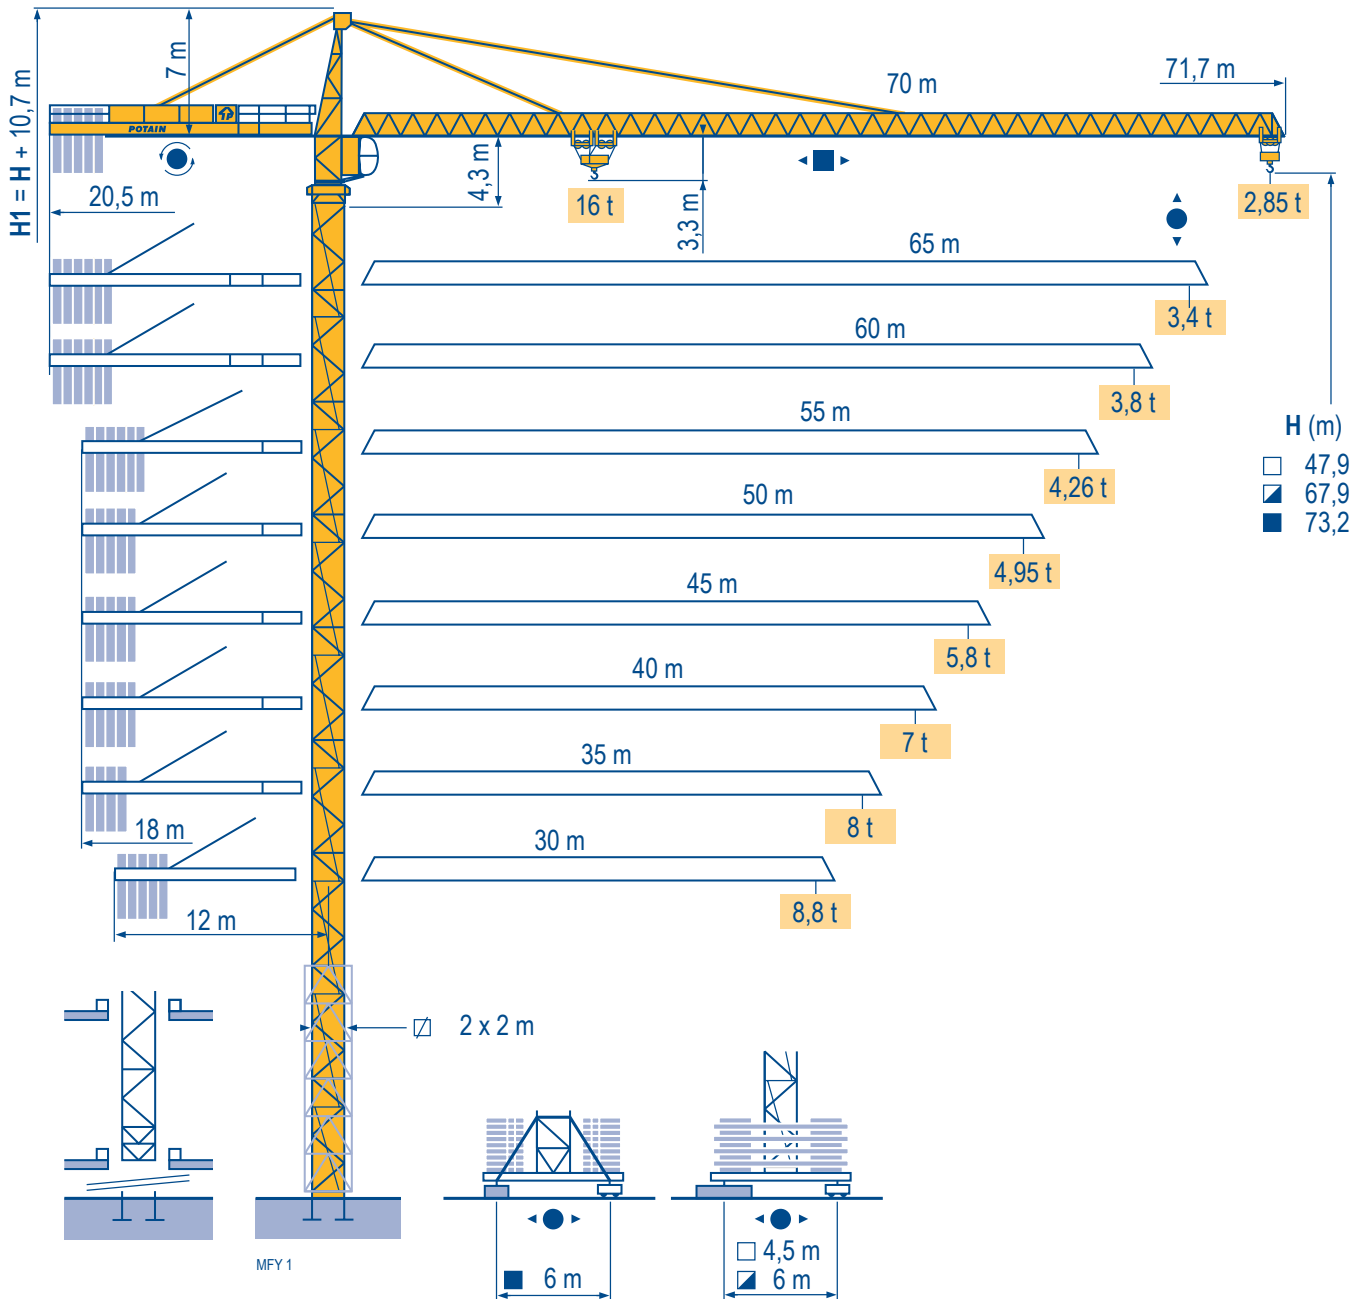 H1 = H + 10,7 m
7 m
70 m
71,7 m
POTAIN
4,3 m
3,3 m
16 t
2,85 t
20,5 m
65 m
3,4 t
60 m
3,8 t
55 m
4,26 t
H (m)
47,9
67,9
73,2
50 m
4,95 t
45 m
5,8 t
40 m
7 t
35 m
8 t
18 m
30 m
8,8 t
12 m
2 x 2 m
MFY 1
6 m
4,5 m
6 m